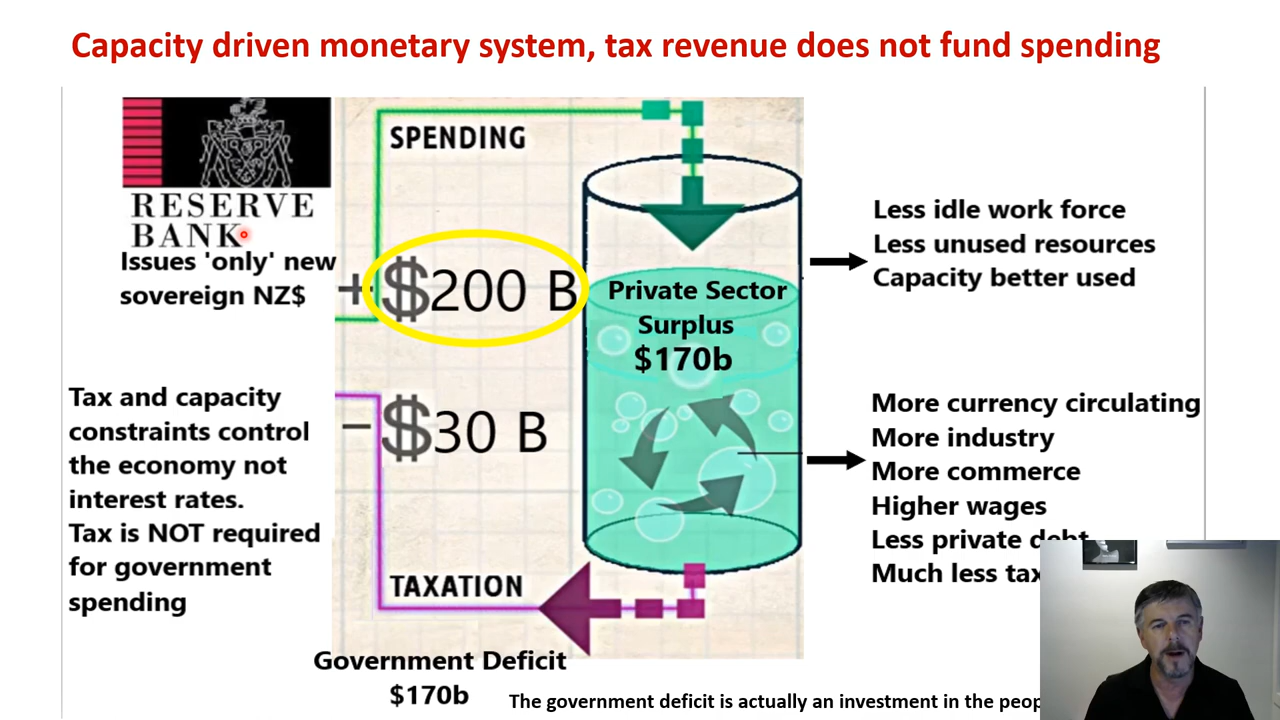 Capacity driven monetary system, tax revenue does not fund spending
RESERVE
BANK
Issues 'only' new
sovereign NZ$
SPENDING
+$200 B
Private Sector
Surplus
$170b
Less idle work force
Less unused resources
Capacity better used
Tax and capacity
constraints control
the economy not
interest rates.
Tax is NOT required
for government
spending
-$30 B
TAXATION
More currency circulating
More industry
More commerce
Higher wages
Less private debt
Much less tax
Government Deficit
$170b
The government deficit is actually an investment in the